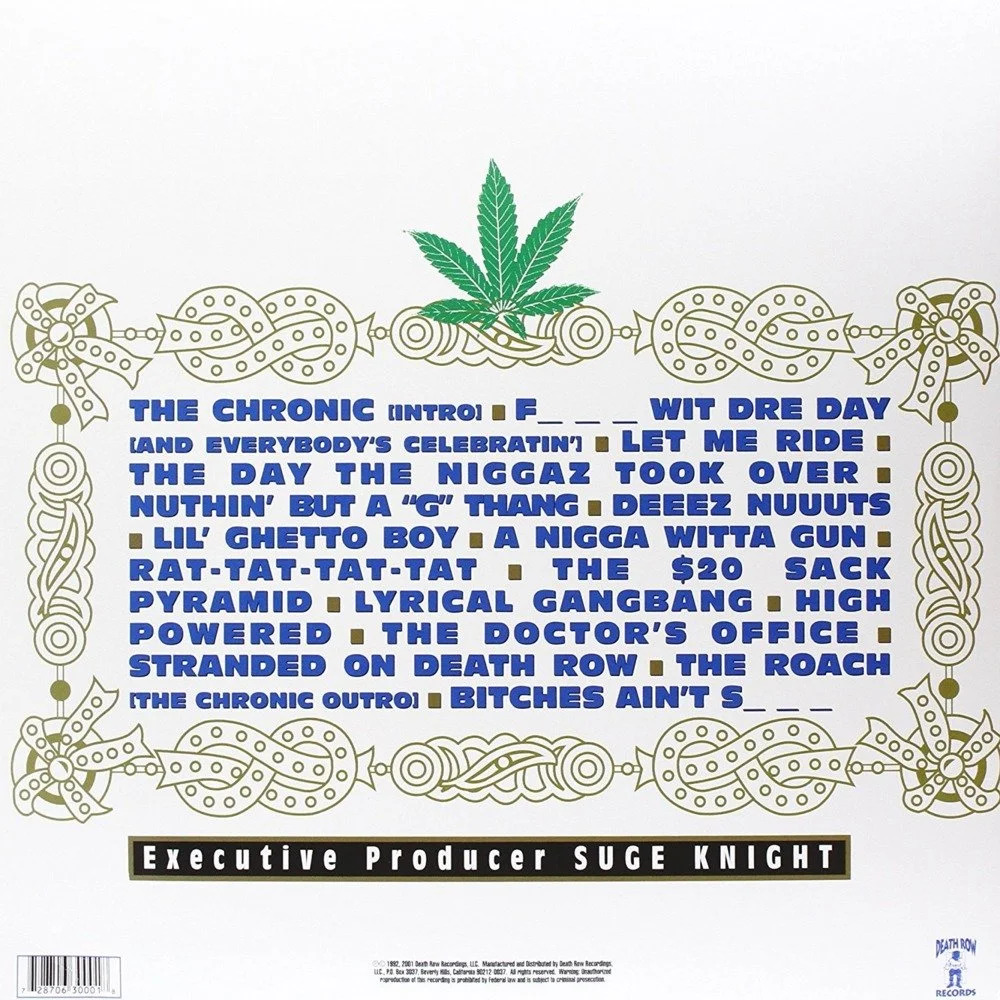 THE CHRONIC [INTRO] ■ F_ _ _ WIT DRE DAY
[AND EVERYBODY'S CELEBRATIN'] ■ LET ME RIDE ■
THE DAY THE NIGGAZ TOOK OVER ■
NUTHIN' BUT A "G" THANG ■ DEEEZ NUUUTS
■ LIL' GHETTO BOY ■ A NIGGA WITTA GUN ■
RAT-TAT-TAT-TAT ■ THE $20 SACK
PYRAMID ■ LYRICAL GANGBANG ■ HIGH
POWERED ■ THE DOCTOR'S OFFICE ■
STRANDED ON DEATH ROW ■ THE ROACH
[THE CHRONIC OUTRO] ■ BITCHES AIN'T S_ _ _
Executive Producer SUGE KNIGHT
℗ © 1992, 2001 Death Row Recordings, LLC. Manufactured and Distributed by Death Row Recordings,
LLC, P.O. Box 3037, Beverly Hills, California 90212-0037. All rights reserved. Warning: Unauthorized
reproduction of this recording is prohibited by Federal law and is subject to criminal prosecution.
7 28706 30001 8
DEATH ROW
RECORDS